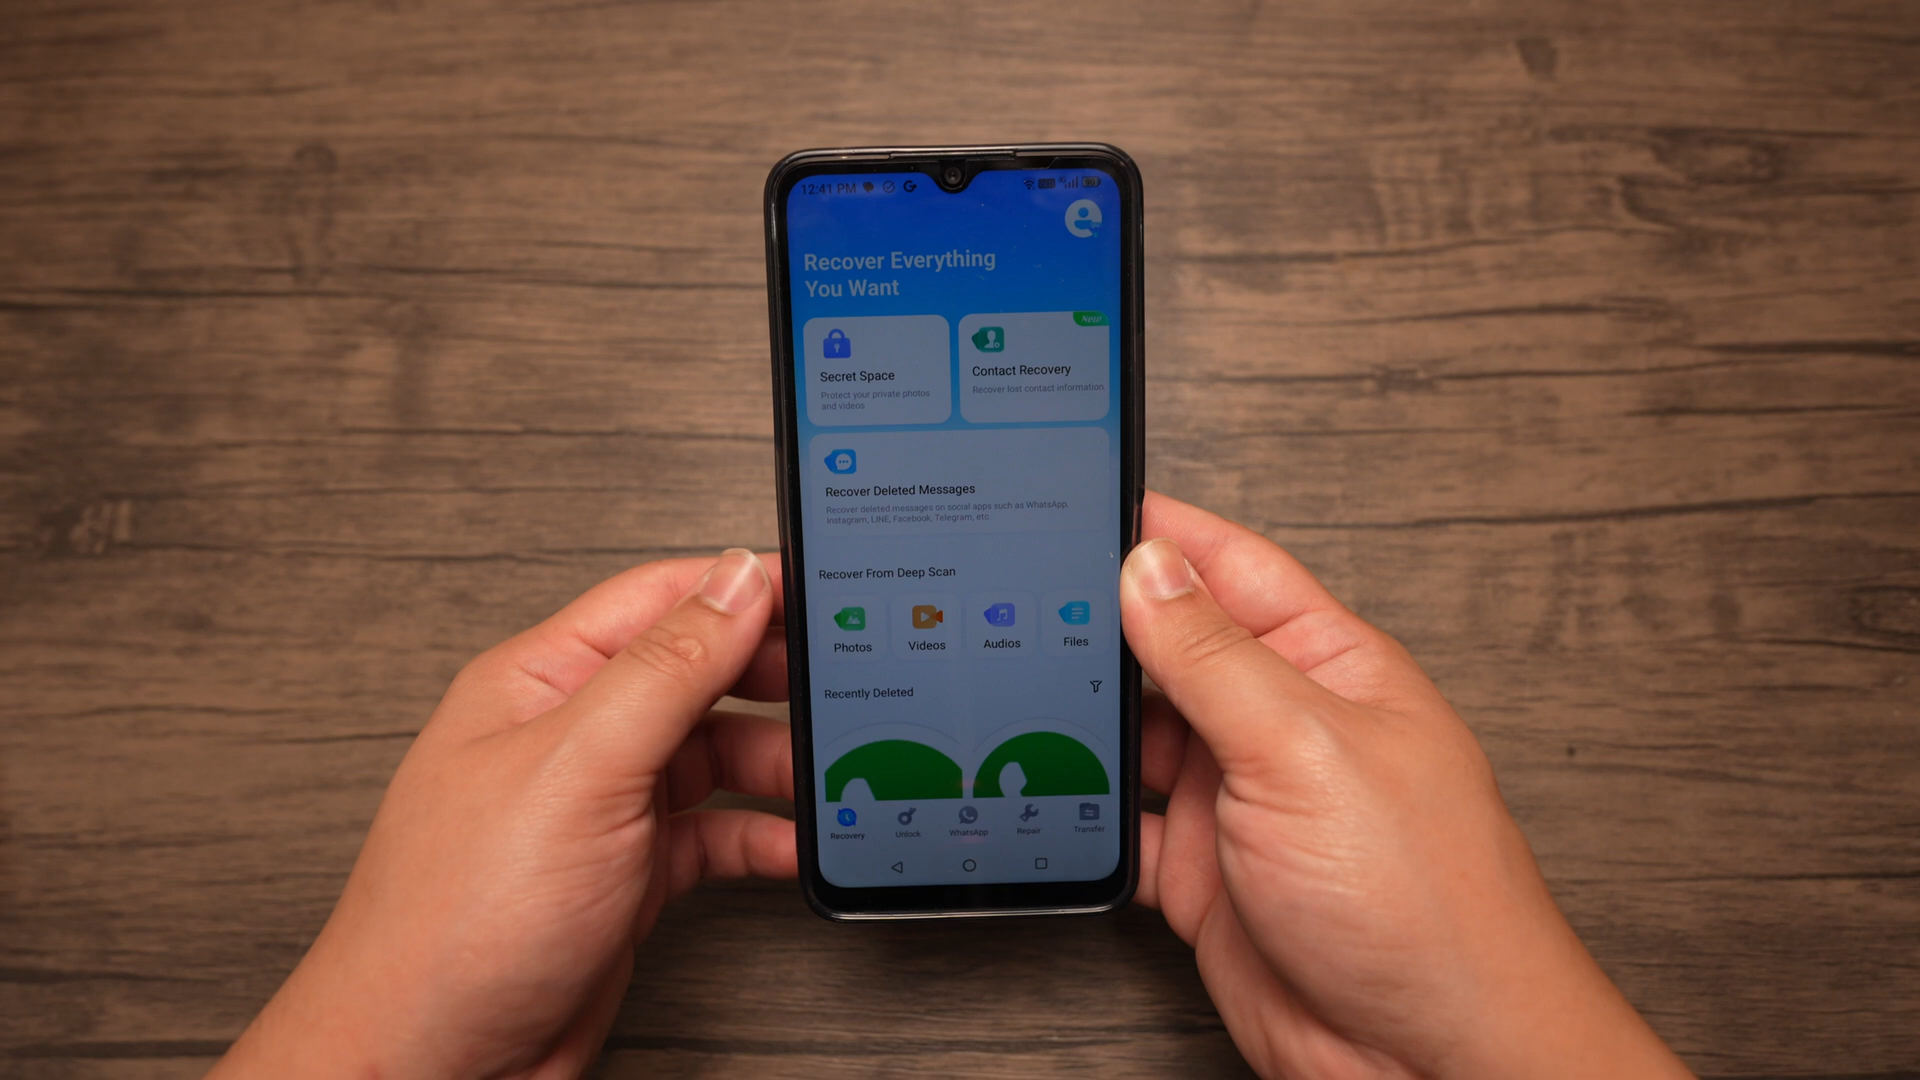 12:41 PM
Recover Everything
You Want
New
Secret Space
Protect your private photos
and videos
Contact Recovery
Recover lost contact information
Recover Deleted Messages
Recover deleted messages on social apps such as WhatsApp,
Instagram, LINE, Facebook, Telegram, etc.
Recover From Deep Scan
Photos
Videos
Audios
Files
Recently Deleted
Recovery
Unlock
WhatsApp
Repair
Transfer